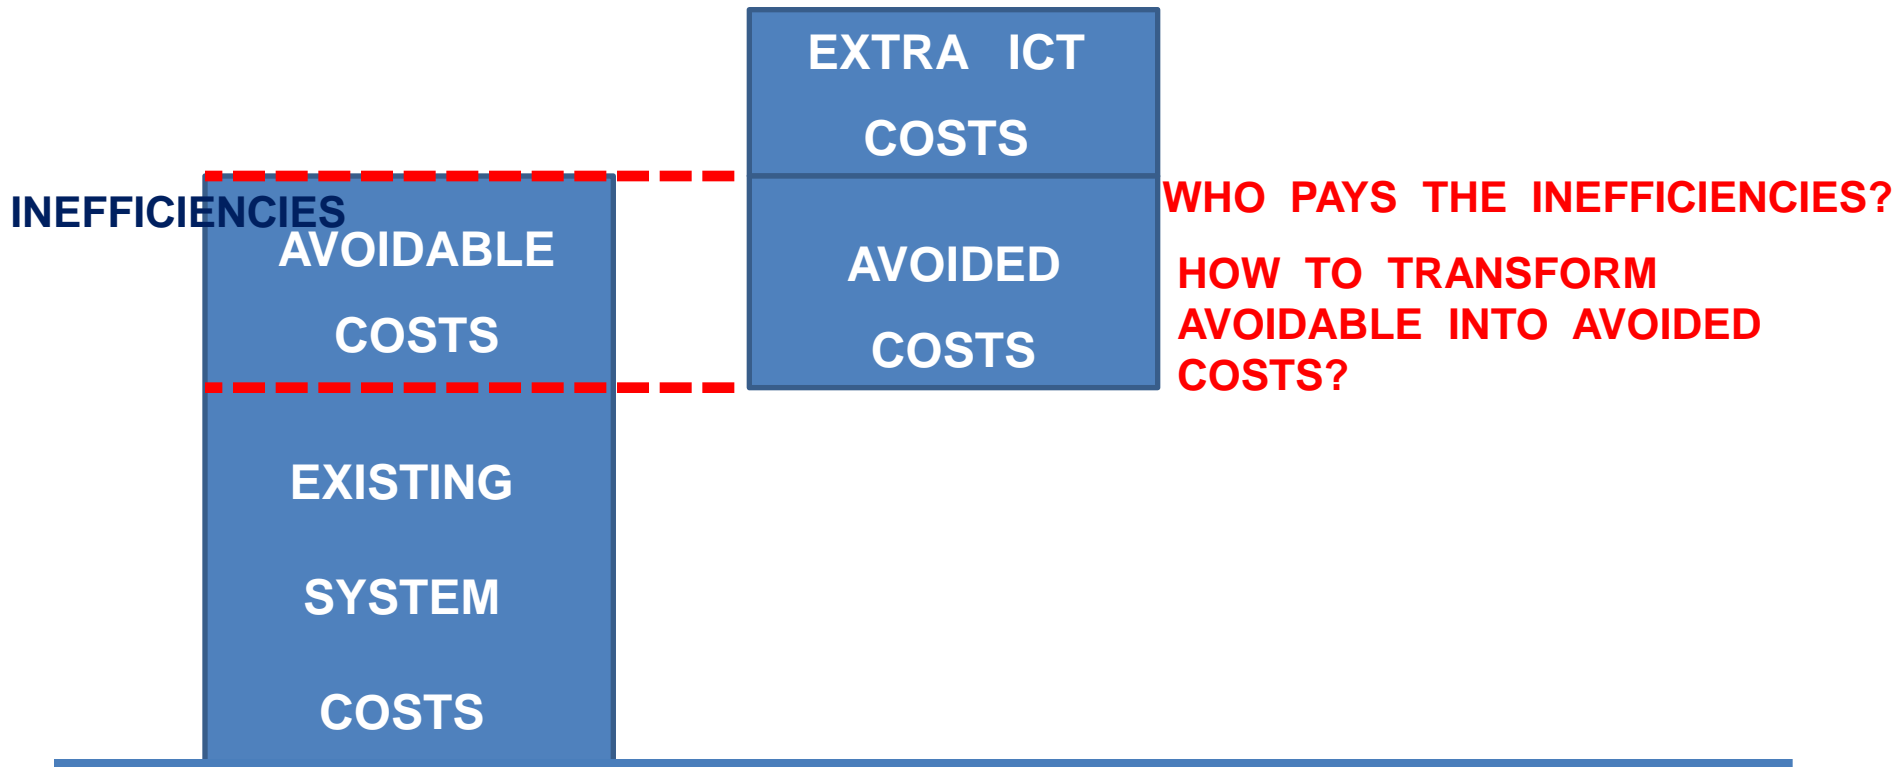 EXTRA ICT
COSTS
INEFFICIENCIES
AVOIDABLE
COSTS
EXISTING
SYSTEM
COSTS
AVOIDED
COSTS
WHO PAYS THE INEFFICIENCIES?
HOW TO TRANSFORM
AVOIDABLE INTO AVOIDED
COSTS?